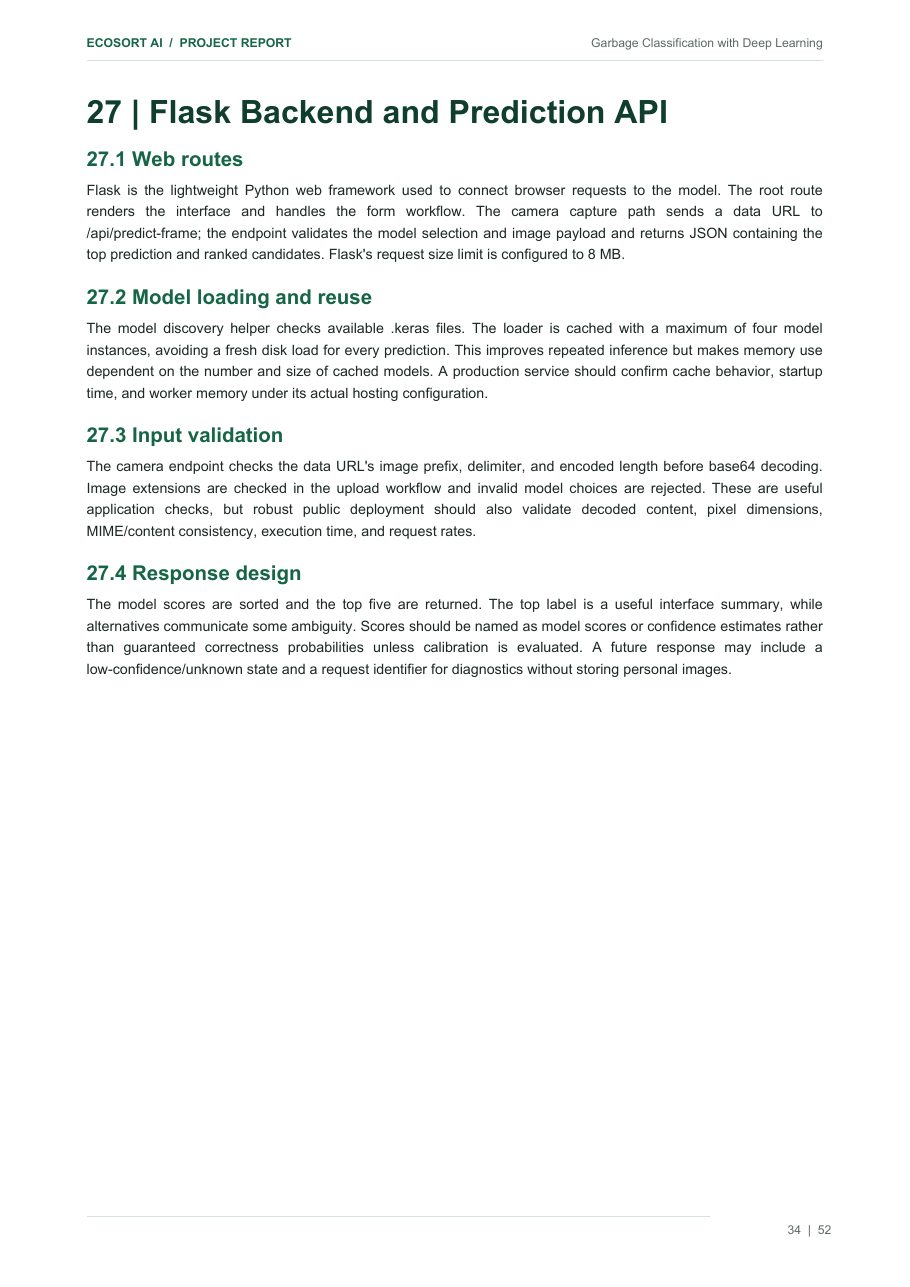 ECOSORT AI / PROJECT REPORT
Garbage Classification with Deep Learning
27 | Flask Backend and Prediction API
27.1 Web routes
Flask is the lightweight Python web framework used to connect browser requests to the model. The root route
renders the interface and handles the form workflow. The camera capture path sends a data URL to
/api/predict-frame; the endpoint validates the model selection and image payload and returns JSON containing the
top prediction and ranked candidates. Flask's request size limit is configured to 8 MB.
27.2 Model loading and reuse
The model discovery helper checks available .keras files. The loader is cached with a maximum of four model
instances, avoiding a fresh disk load for every prediction. This improves repeated inference but makes memory use
dependent on the number and size of cached models. A production service should confirm cache behavior, startup
time, and worker memory under its actual hosting configuration.
27.3 Input validation
The camera endpoint checks the data URL's image prefix, delimiter, and encoded length before base64 decoding.
Image extensions are checked in the upload workflow and invalid model choices are rejected. These are useful
application checks, but robust public deployment should also validate decoded content, pixel dimensions,
MIME/content consistency, execution time, and request rates.
27.4 Response design
The model scores are sorted and the top five are returned. The top label is a useful interface summary, while
alternatives communicate some ambiguity. Scores should be named as model scores or confidence estimates rather
than guaranteed correctness probabilities unless calibration is evaluated. A future response may include a
low-confidence/unknown state and a request identifier for diagnostics without storing personal images.
34 | 52